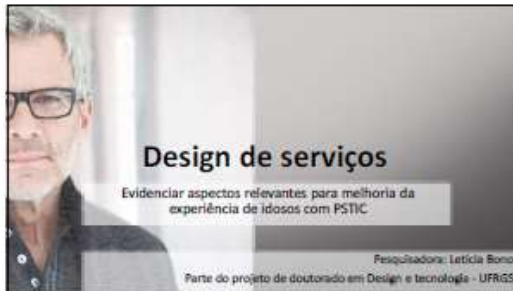 Design de serviços
Evidenciar aspectos relevantes para melhoria da
experiência de idosos com PSTIC
Pesquisadora: Letícia Bono
Parte do projeto de doutorado em Design e tecnologia - UFRGS